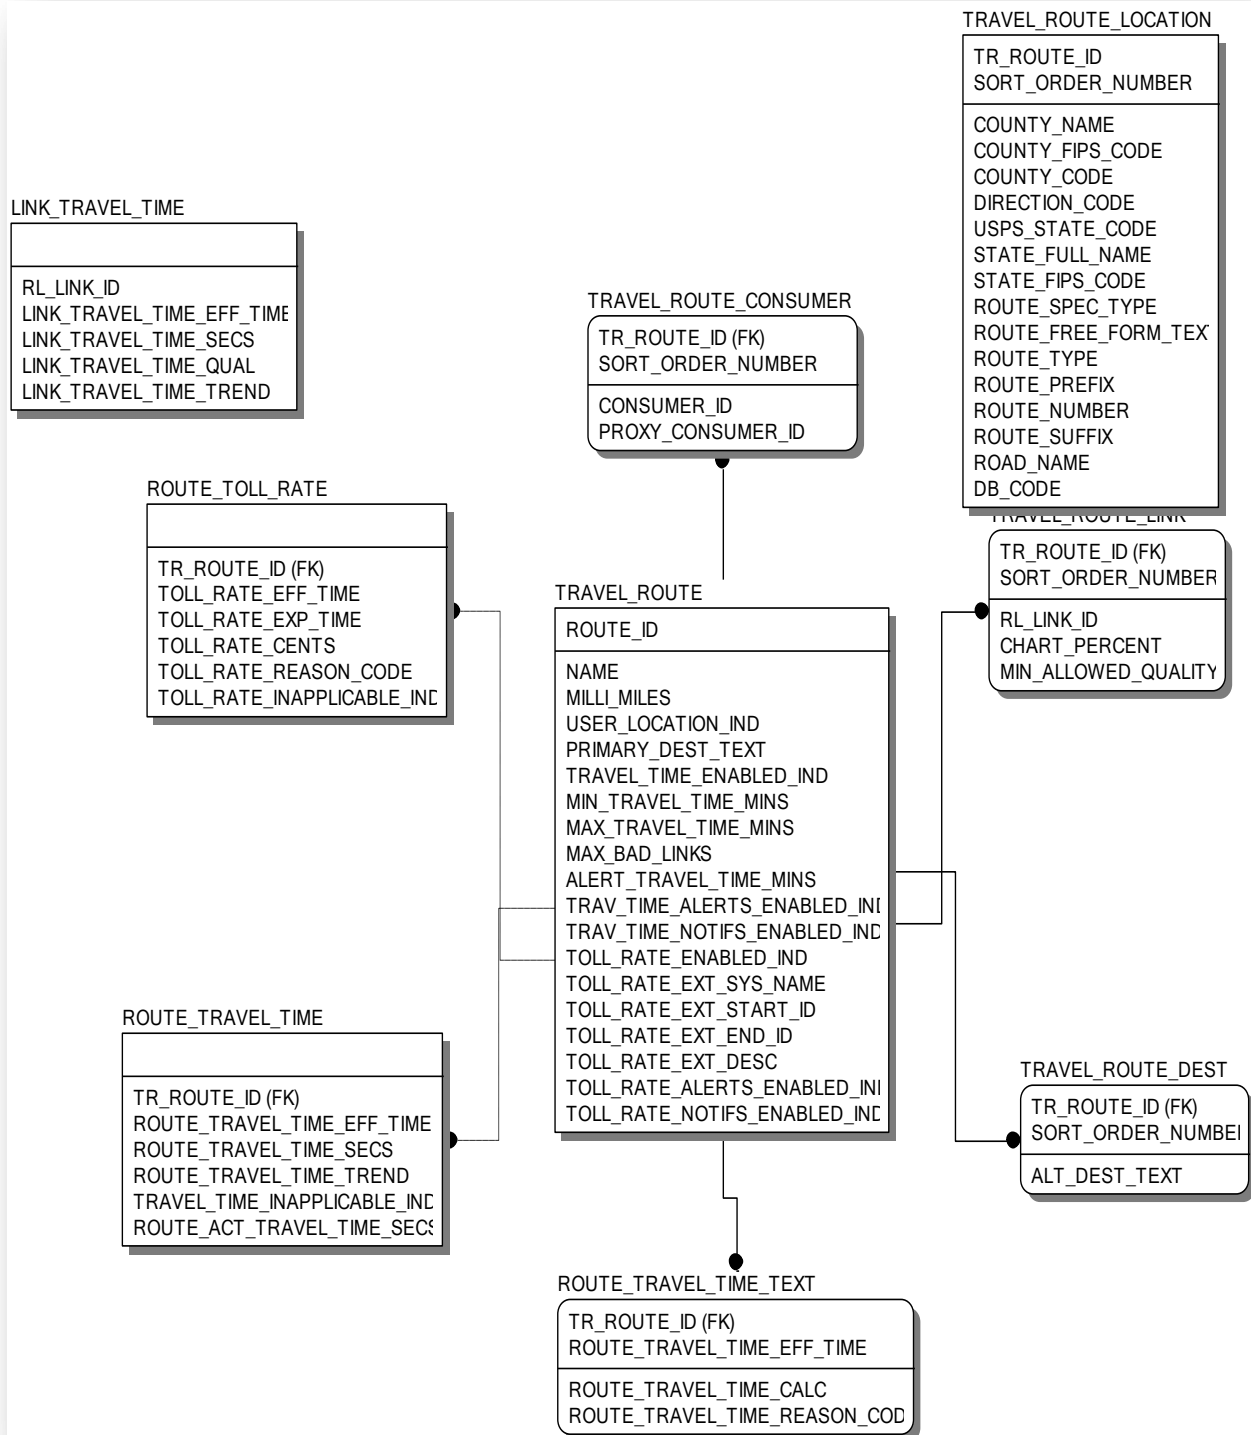 TRAVEL_ROUTE_LOCATION
TR_ROUTE_ID
SORT_ORDER_NUMBER
COUNTY_NAME
COUNTY_FIPS_CODE
COUNTY_CODE
DIRECTION_CODE
USPS_STATE_CODE
STATE_FULL_NAME
STATE_FIPS_CODE
ROUTE_SPEC_TYPE
ROUTE_FREE_FORM_TEX
ROUTE_TYPE
ROUTE_PREFIX
ROUTE_NUMBER
ROUTE_SUFFIX
ROAD_NAME
DB_CODE
LINK_TRAVEL_TIME
RL_LINK_ID
LINK_TRAVEL_TIME_EFF_TIME
LINK_TRAVEL_TIME_SECS
LINK_TRAVEL_TIME_QUAL
LINK_TRAVEL_TIME_TREND
TRAVEL_ROUTE_CONSUMER
TR_ROUTE_ID (FK)
SORT_ORDER_NUMBER
CONSUMER_ID
PROXY_CONSUMER_ID
ROUTE_TOLL_RATE
TR_ROUTE_ID (FK)
TOLL_RATE_EFF_TIME
TOLL_RATE_EXP_TIME
TOLL_RATE_CENTS
TOLL_RATE_REASON_CODE
TOLL_RATE_INAPPLICABLE_IND
TRAVEL_ROUTE_LINK
TR_ROUTE_ID (FK)
SORT_ORDER_NUMBER
RL_LINK_ID
CHART_PERCENT
MIN_ALLOWED_QUALITY
TRAVEL_ROUTE
ROUTE_ID
NAME
MILLI_MILES
USER_LOCATION_IND
PRIMARY_DEST_TEXT
TRAVEL_TIME_ENABLED_IND
MIN_TRAVEL_TIME_MINS
MAX_TRAVEL_TIME_MINS
MAX_BAD_LINKS
ALERT_TRAVEL_TIME_MINS
TRAV_TIME_ALERTS_ENABLED_IND
TRAV_TIME_NOTIFS_ENABLED_IND
TOLL_RATE_ENABLED_IND
TOLL_RATE_EXT_SYS_NAME
TOLL_RATE_EXT_START_ID
TOLL_RATE_EXT_END_ID
TOLL_RATE_EXT_DESC
TOLL_RATE_ALERTS_ENABLED_IN
TOLL_RATE_NOTIFS_ENABLED_IND
ROUTE_TRAVEL_TIME
TR_ROUTE_ID (FK)
ROUTE_TRAVEL_TIME_EFF_TIME
ROUTE_TRAVEL_TIME_SECS
ROUTE_TRAVEL_TIME_TREND
TRAVEL_TIME_INAPPLICABLE_IND
ROUTE_ACT_TRAVEL_TIME_SECS
TRAVEL_ROUTE_DEST
TR_ROUTE_ID (FK)
SORT_ORDER_NUMBE
ALT_DEST_TEXT
ROUTE_TRAVEL_TIME_TEXT
TR_ROUTE_ID (FK)
ROUTE_TRAVEL_TIME_EFF_TIME
ROUTE_TRAVEL_TIME_CALC
ROUTE_TRAVEL_TIME_REASON_COD